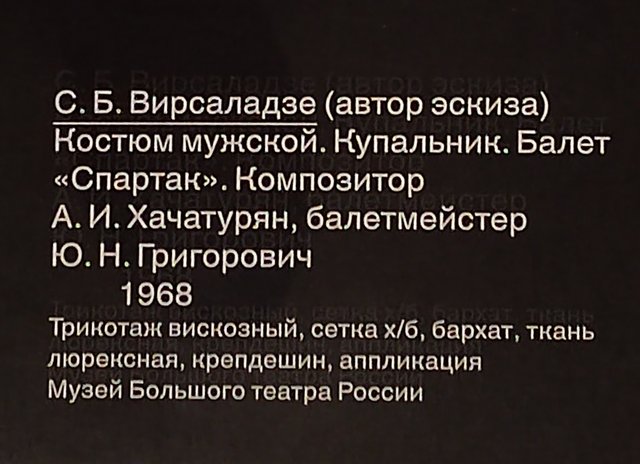 С. Б. Вирсаладзе (автор эскиза)
Костюм мужской. Купальник. Балет
«Спартак». Композитор
А. И. Хачатурян, балетмейстер
Ю. Н. Григорович
1968
Трикотаж вискозный, сетка х/б, бархат, ткань
люрексная, крепдешин, аппликация
Музей Большого театра России